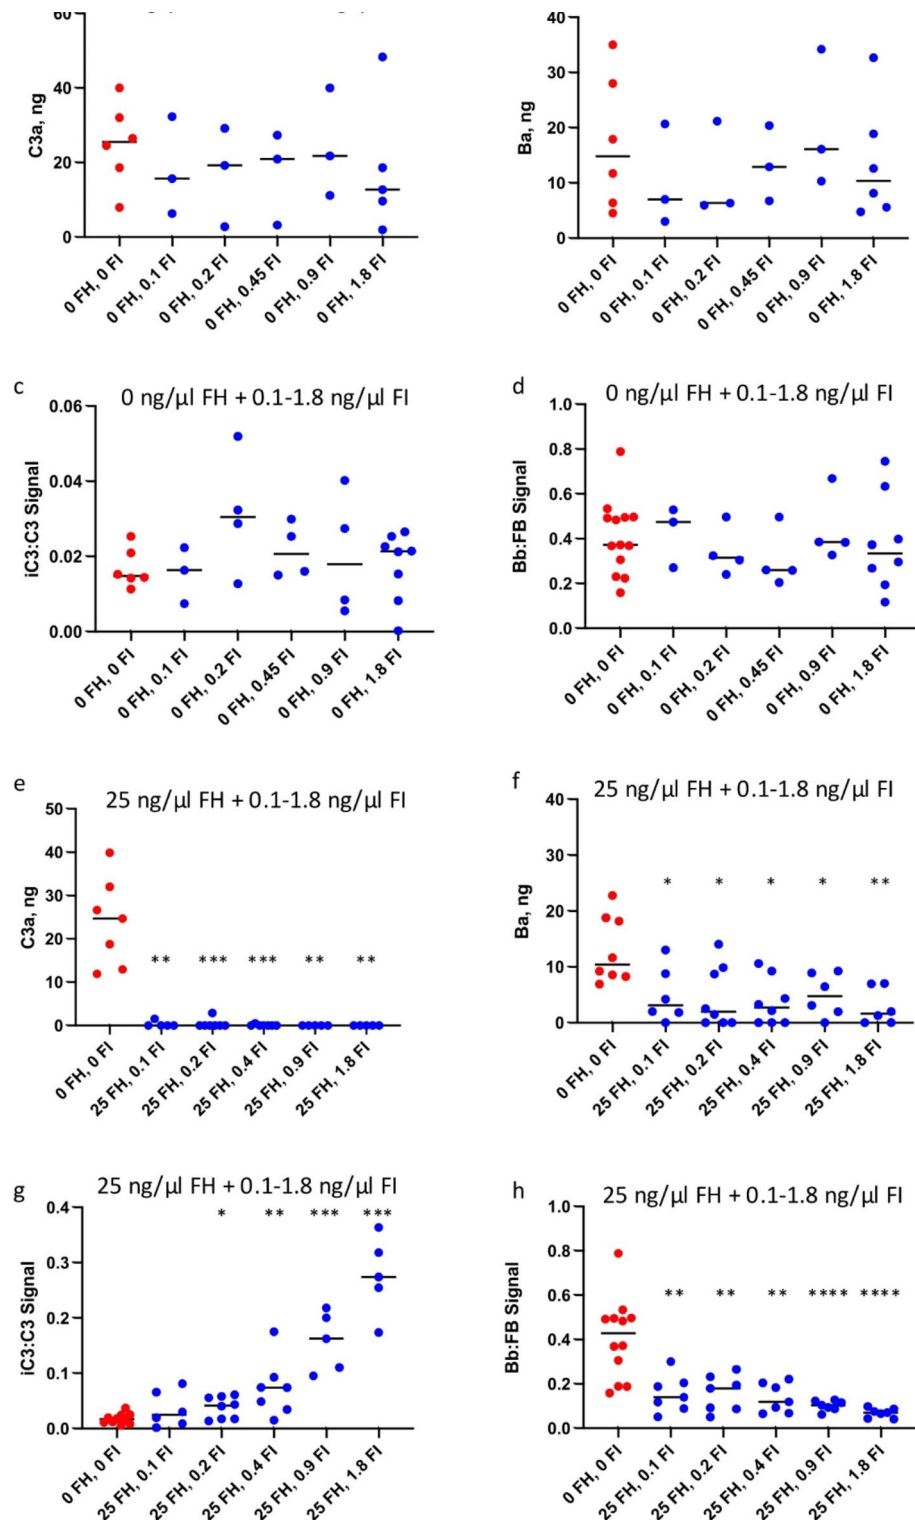 60
40
20
0
C3a, ng
0 FH, 0 FI
0 FH, 0.1 FI
0 FH, 0.2 FI
0 FH, 0.45 FI
0 FH, 0.9 FI
0 FH, 1.8 FI
40
30
20
10
0
Ba, ng
0 FH, 0 FI
0 FH, 0.1 FI
0 FH, 0.2 FI
0 FH, 0.45 FI
0 FH, 0.9 FI
0 FH, 1.8 FI
c
0 ng/µl FH + 0.1-1.8 ng/µl FI
0.06
0.04
0.02
0.00
iC3:C3 Signal
0 FH, 0 FI
0 FH, 0.1 FI
0 FH, 0.2 FI
0 FH, 0.45 FI
0 FH, 0.9 FI
0 FH, 1.8 FI
d
0 ng/µl FH + 0.1-1.8 ng/µl FI
1.0
0.8
0.6
0.4
0.2
0.0
Bb:FB Signal
0 FH, 0 FI
0 FH, 0.1 FI
0 FH, 0.2 FI
0 FH, 0.45 FI
0 FH, 0.9 FI
0 FH, 1.8 FI
e
25 ng/µl FH + 0.1-1.8 ng/µl FI
50
40
30
20
10
0
C3a, ng
** *** *** ** **
0 FH, 0 FI
25 FH, 0.1 FI
25 FH, 0.2 FI
25 FH, 0.4 FI
25 FH, 0.9 FI
25 FH, 1.8 FI
f
25 ng/µl FH + 0.1-1.8 ng/µl FI
40
30
20
10
0
Ba, ng
* * * * **
0 FH, 0 FI
25 FH, 0.1 FI
25 FH, 0.2 FI
25 FH, 0.4 FI
25 FH, 0.9 FI
25 FH, 1.8 FI
g
25 ng/µl FH + 0.1-1.8 ng/µl FI
0.4
0.3
0.2
0.1
0.0
iC3:C3 Signal
* ** *** ***
0 FH, 0 FI
25 FH, 0.1 FI
25 FH, 0.2 FI
25 FH, 0.4 FI
25 FH, 0.9 FI
25 FH, 1.8 FI
h
25 ng/µl FH + 0.1-1.8 ng/µl FI
1.0
0.8
0.6
0.4
0.2
0.0
Bb:FB Signal
** ** ** **** ****
0 FH, 0 FI
25 FH, 0.1 FI
25 FH, 0.2 FI
25 FH, 0.4 FI
25 FH, 0.9 FI
25 FH, 1.8 FI